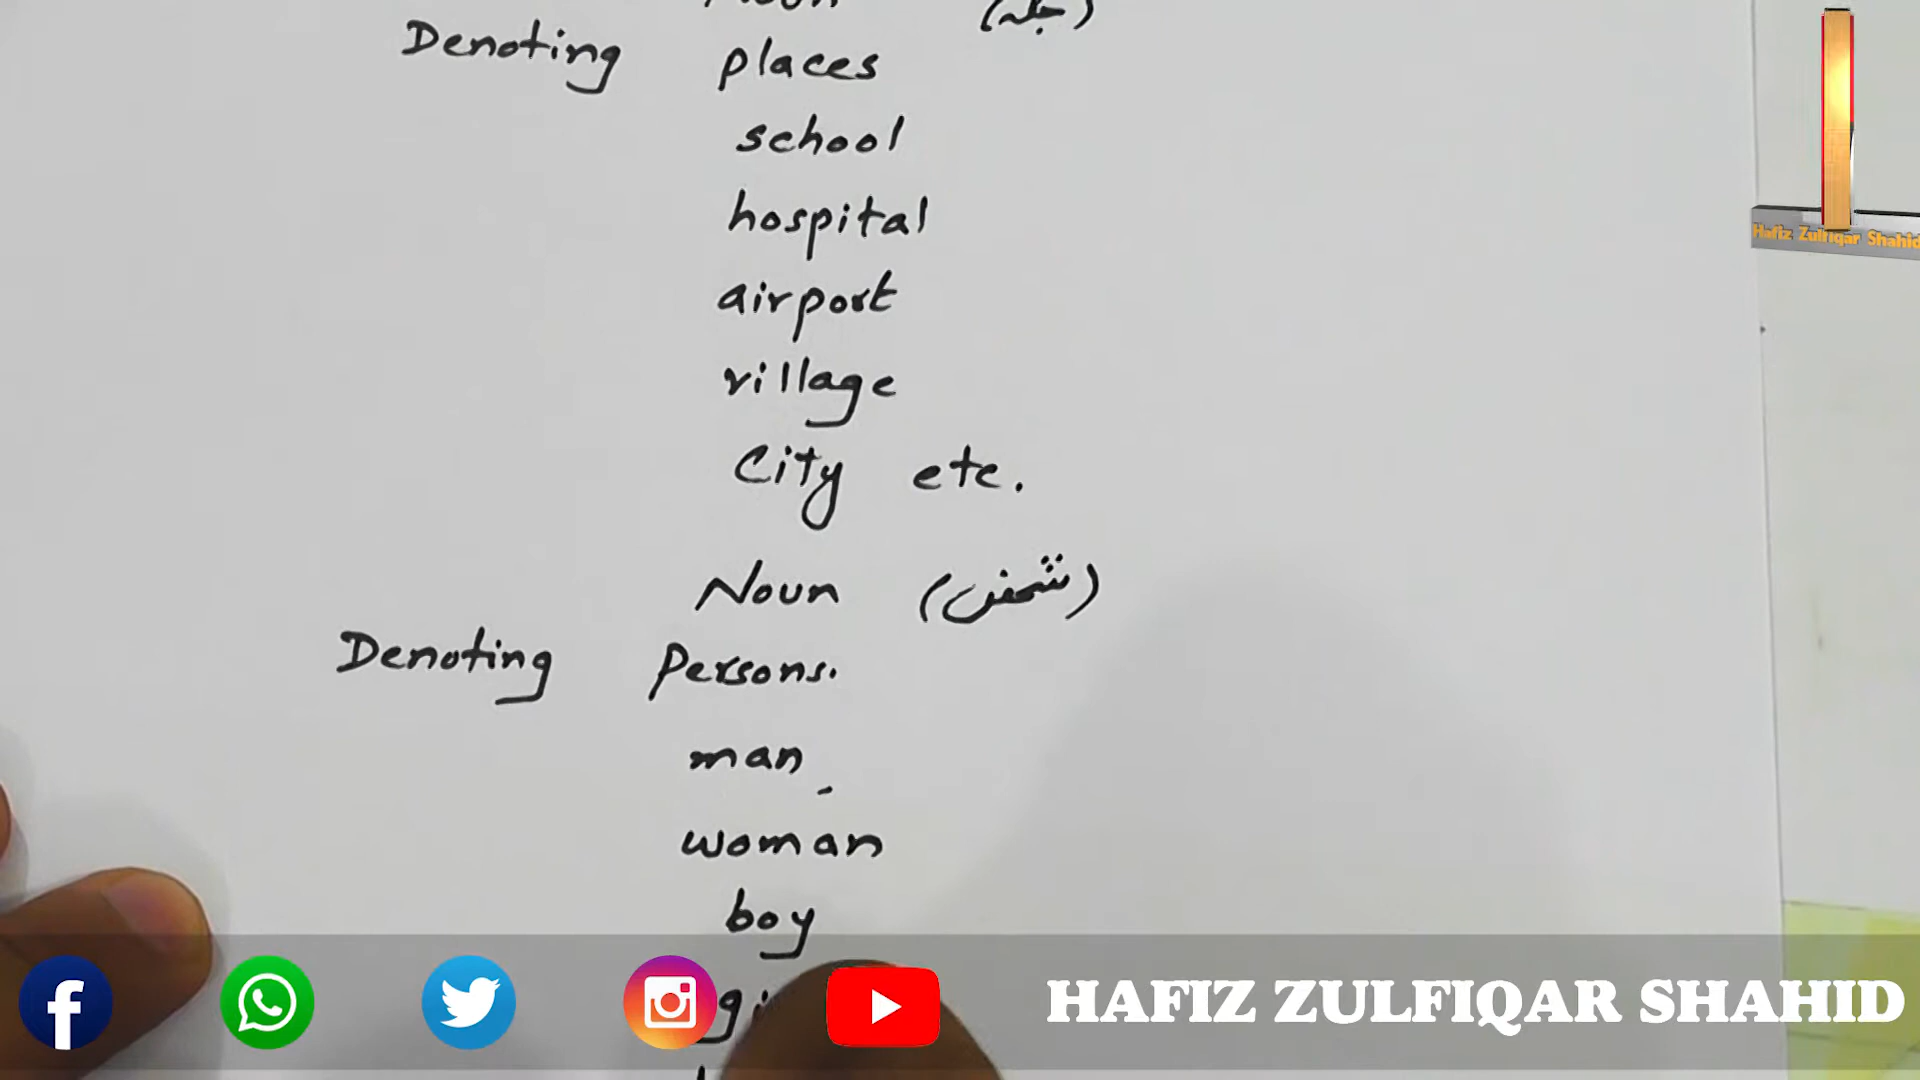 Noun (جگہ)
Denoting places
school
hospital
airport
village
City etc.
Noun (شخص)
Denoting Persons.
man
woman
boy
Hafiz Zulfiqar Shahid
HAFIZ ZULFIQAR SHAHID